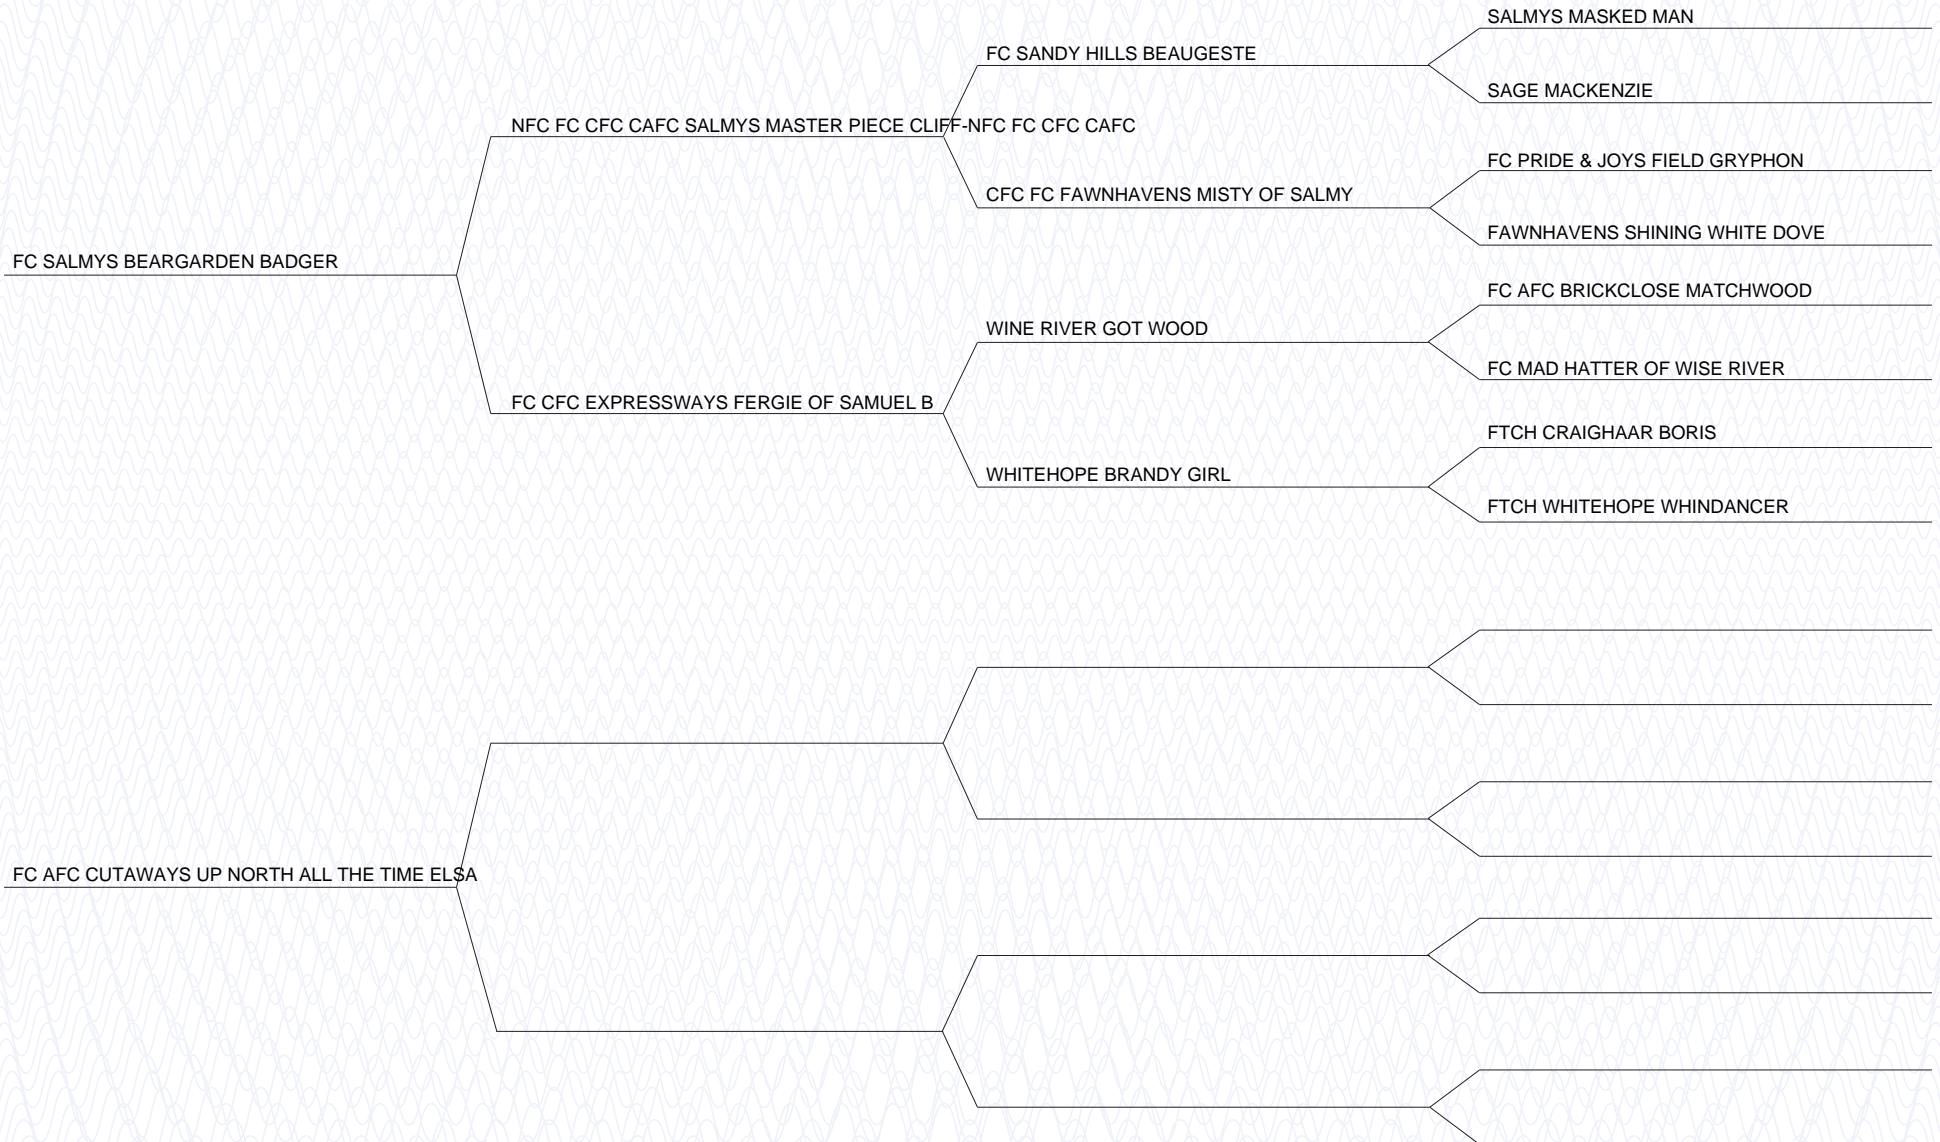 SALMYS MASKED MAN
FC SANDY HILLS BEAUGESTE
SAGE MACKENZIE
NFC FC CFC CAFC SALMYS MASTER PIECE CLIFF-NFC FC CFC CAFC
FC PRIDE & JOYS FIELD GRYPHON
CFC FC FAWNHAVENS MISTY OF SALMY
FAWNHAVENS SHINING WHITE DOVE
FC SALMYS BEARGARDEN BADGER
FC AFC BRICKCLOSE MATCHWOOD
WINE RIVER GOT WOOD
FC MAD HATTER OF WISE RIVER
FC CFC EXPRESSWAYS FERGIE OF SAMUEL B
FTCH CRAIGHAAR BORIS
WHITEHOPE BRANDY GIRL
FTCH WHITEHOPE WHINDANCER
FC AFC CUTAWAYS UP NORTH ALL THE TIME ELSA